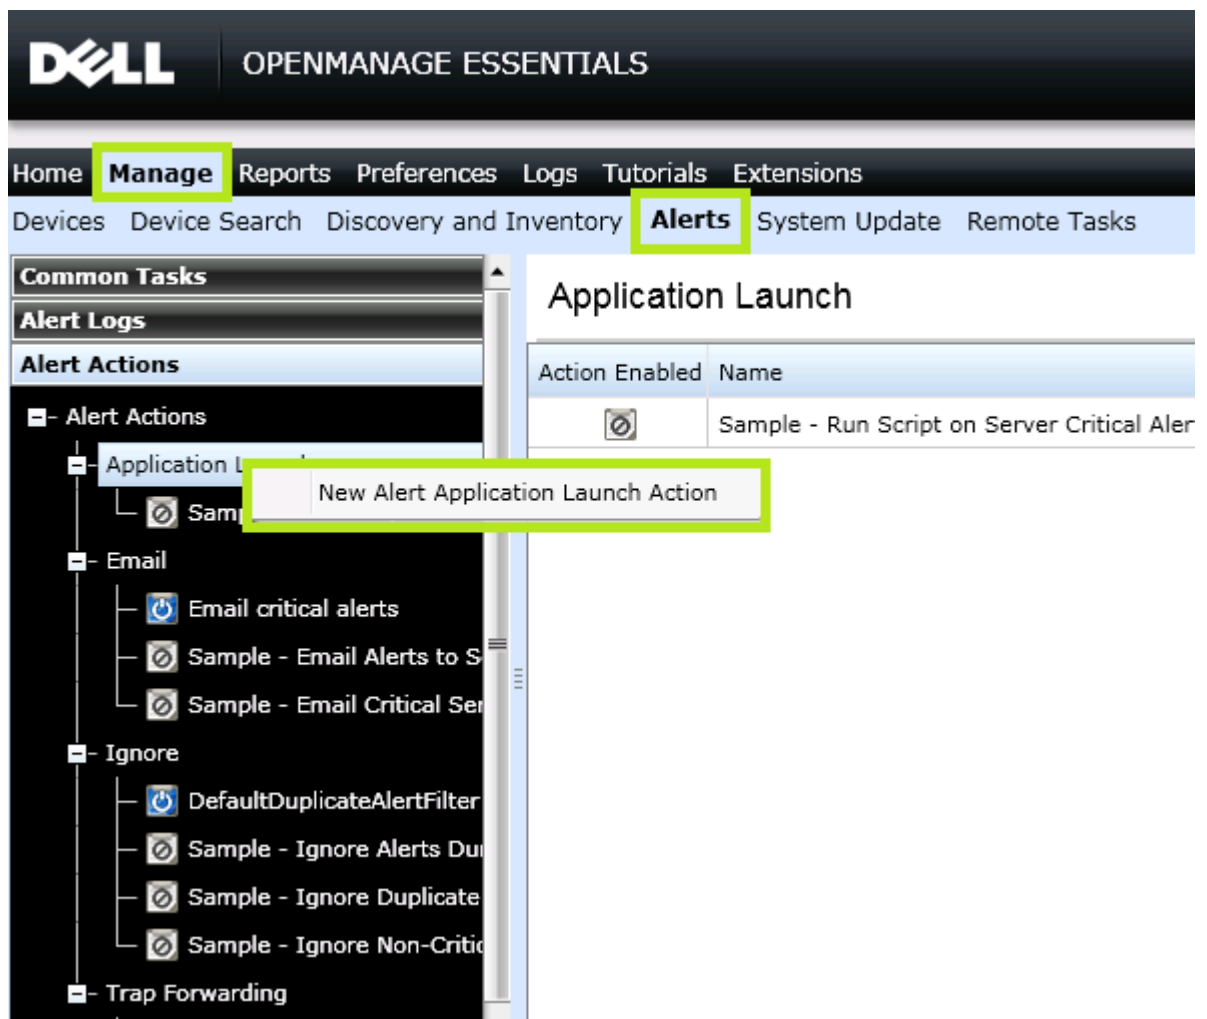 DELL OPENMANAGE ESSENTIALS
Home Manage Reports Preferences Logs Tutorials Extensions
Devices Device Search Discovery and Inventory Alerts System Update Remote Tasks
Common Tasks
Alert Logs
Alert Actions
Alert Actions
Application
New Alert Application Launch Action
Email
Email critical alerts
Sample - Email Alerts to S
Sample - Email Critical Ser
Ignore
DefaultDuplicateAlertFilter
Sample - Ignore Alerts Du
Sample - Ignore Duplicate
Sample - Ignore Non-Critic
Trap Forwarding
Application Launch
Action Enabled Name
Sample - Run Script on Server Critical Aler